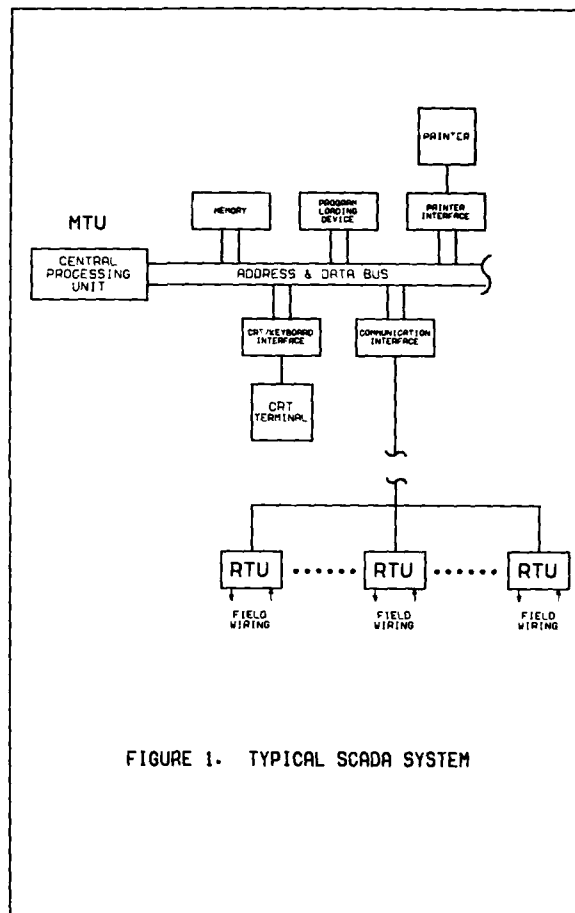 PRINTER
MEMORY
PROGRAM
LOADING
DEVICE
PRINTER
INTERFACE
MTU
CENTRAL
PROCESSING
UNIT
ADDRESS & DATA BUS
CRT/KEYBOARD
INTERFACE
COMMUNICATION
INTERFACE
CRT
TERMINAL
RTU
RTU
RTU
FIELD
WIRING
FIELD
WIRING
FIELD
WIRING
FIGURE 1. TYPICAL SCADA SYSTEM